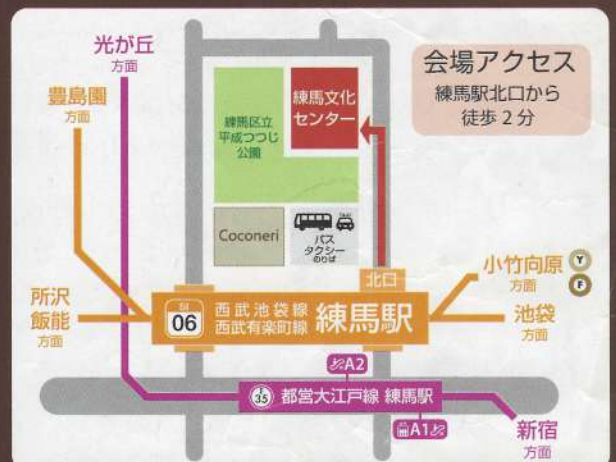 光が丘
方面
豊島園
方面
会場アクセス
練馬駅北口から
徒歩2分
練馬文化
センター
練馬区立
平成つつじ
公園
Coconeri
TAXI
バス
タクシー
のりば
北口
小竹向原 Y
方面 F
所沢
飯能
方面
SI
06
西武池袋線
西武有楽町線
練馬駅
池袋
方面
A2
E
35
都営大江戸線 練馬駅
A1
新宿
方面